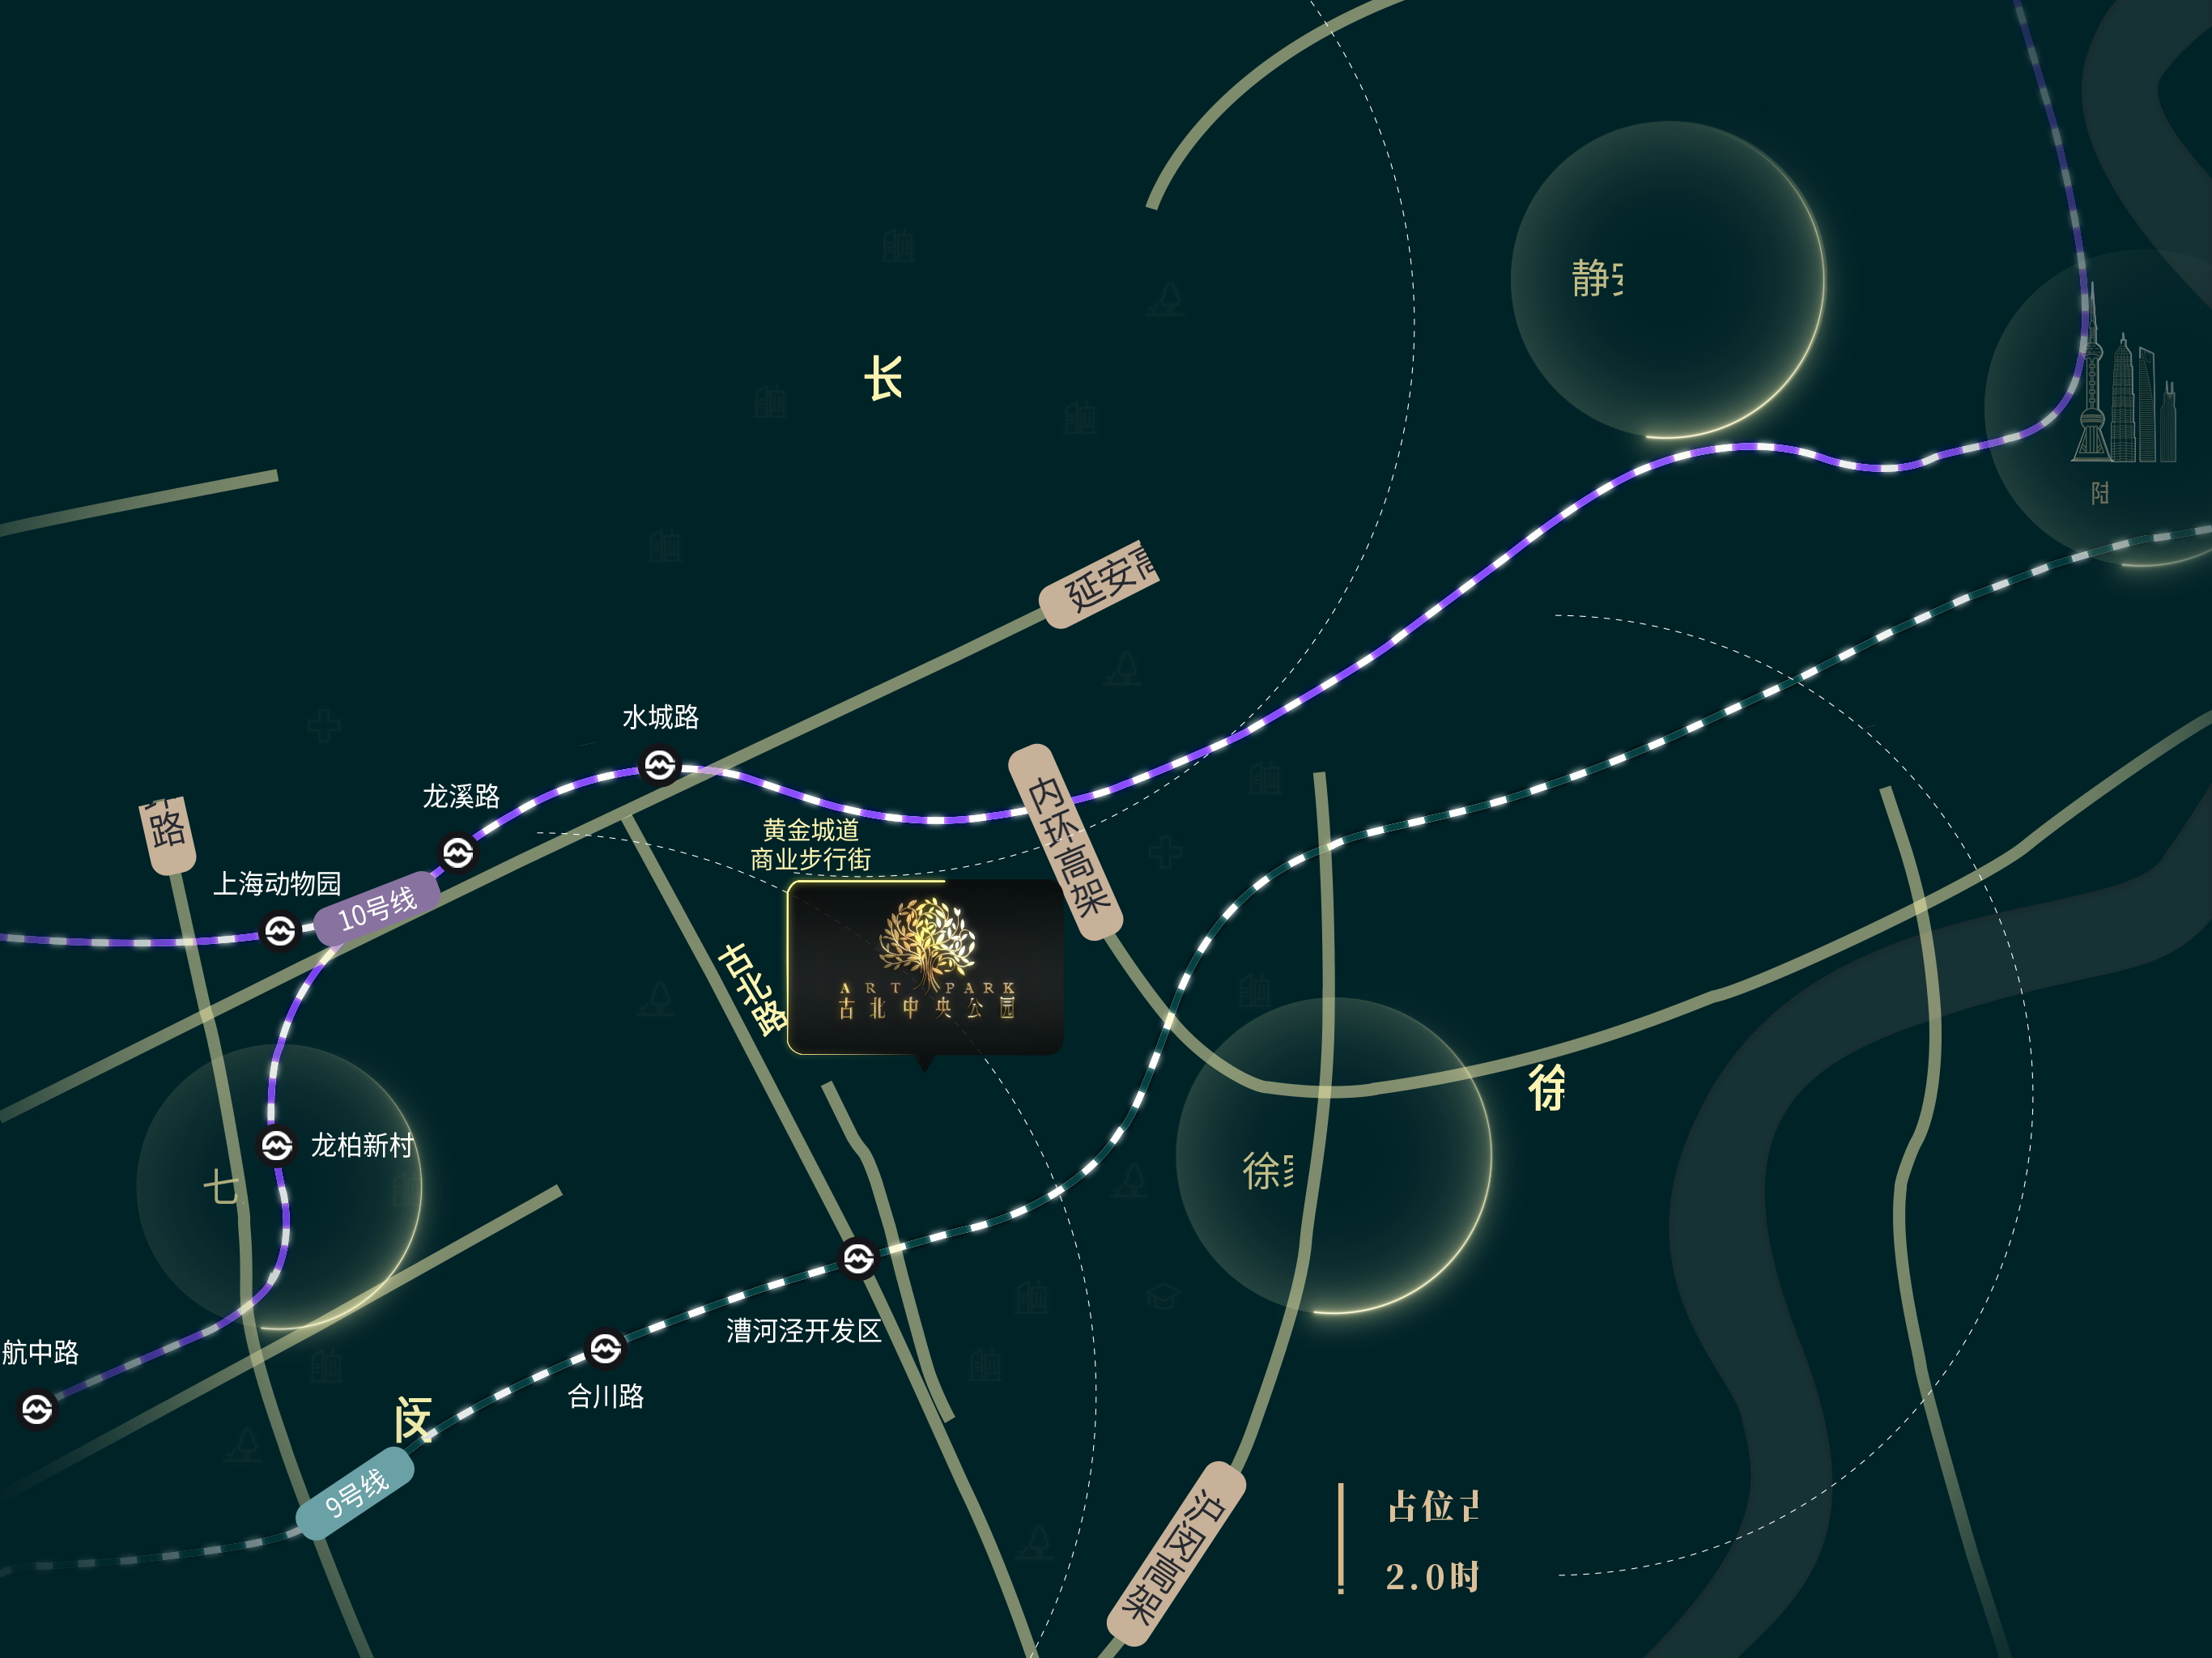 静
长
延安
水城路
龙溪路
内环高架
路
黄金城道
商业步行街
上海动物园
10号线
古北路
ART PARK
古北中央公园
徐
龙柏新村
七
徐
航中路
漕河泾开发区
合川路
闵
9号线
沪闵高架
占位
2.0时